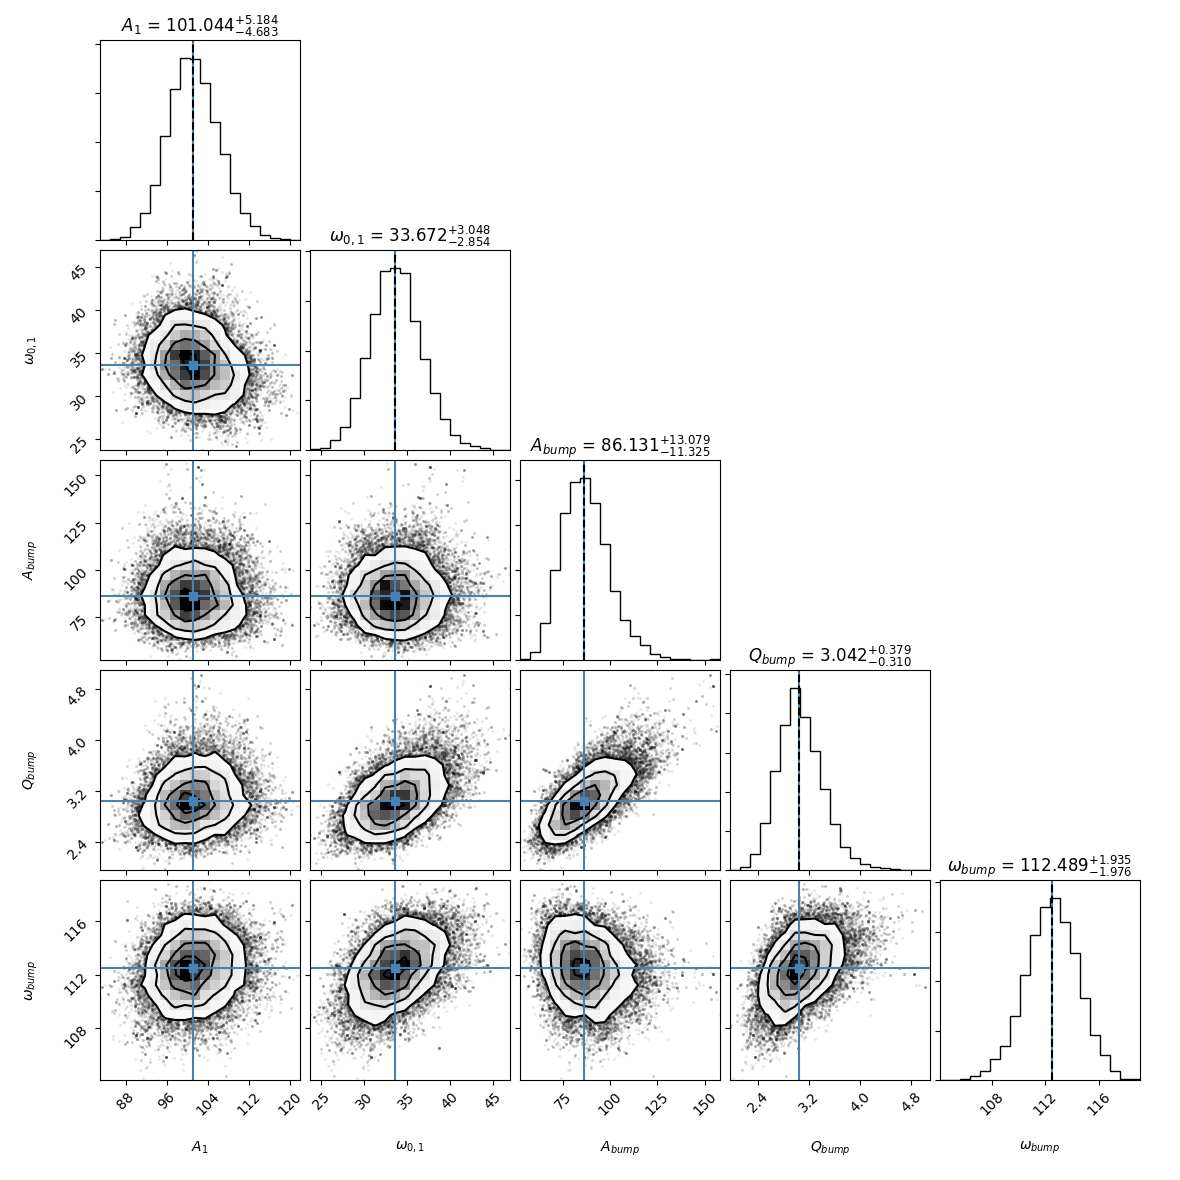 A_1 = 101.044^{+5.184}_{-4.683}
ω_{0,1} = 33.672^{+3.048}_{-2.854}
45
40
35
30
25
ω_{0,1}
A_{bump} = 86.131^{+13.079}_{-11.325}
150
125
100
75
A_{bump}
Q_{bump} = 3.042^{+0.379}_{-0.310}
4.8
4.0
3.2
2.4
Q_{bump}
ω_{bump} = 112.489^{+1.935}_{-1.976}
116
112
108
ω_{bump}
88 96 104 112 120 25 30 35 40 45 75 100 125 150 2.4 3.2 4.0 4.8 108 112 116
A_1 ω_{0,1} A_{bump} Q_{bump} ω_{bump}